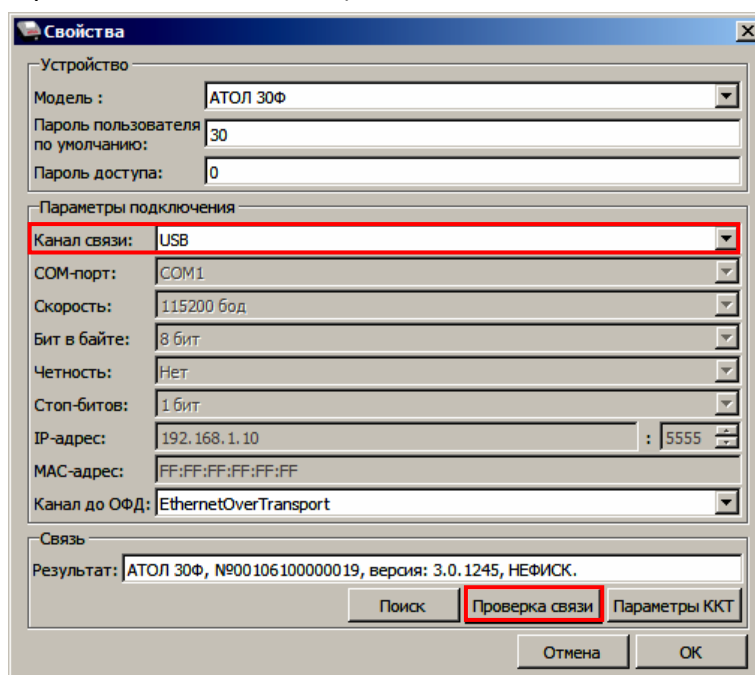 Свойства
Устройство
Модель : АТОЛ 30Ф
Пароль пользователя
по умолчанию: 30
Пароль доступа: 0
Параметры подключения
Канал связи: USB
COM-порт: COM1
Скорость: 115200 бод
Бит в байте: 8 бит
Четность: Нет
Стоп-битов: 1 бит
IP-адрес: 192.168.1.10 : 5555
MAC-адрес: FF:FF:FF:FF:FF:FF
Канал до ОФД: EthernetOverTransport
Связь
Результат: АТОЛ 30Ф, №00106100000019, версия: 3.0.1245, НЕФИСК.
Поиск Проверка связи Параметры ККТ
Отмена ОК